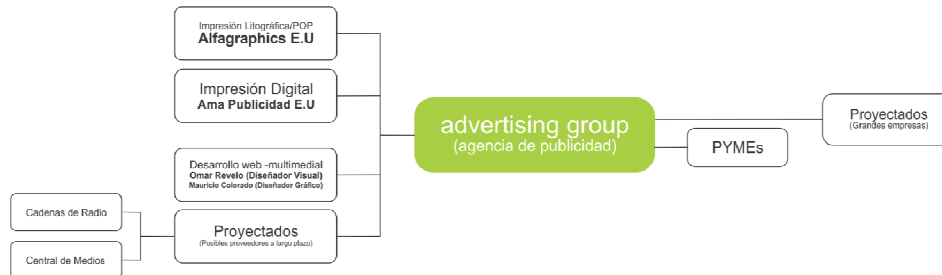 Impresión Litográfica/POP
Alfagraphics E.U
Impresión Digital
Ama Publicidad E.U
Desarrollo web -multimedial
Omar Revelo (Diseñador Visual)
Mauricio Colorado (Diseñador Gráfico)
Proyectados
(Posibles proveedores a largo plazo)
Cadenas de Radio
Central de Medios
advertising group
(agencia de publicidad)
PYMEs
Proyectados
(Grandes empresas)